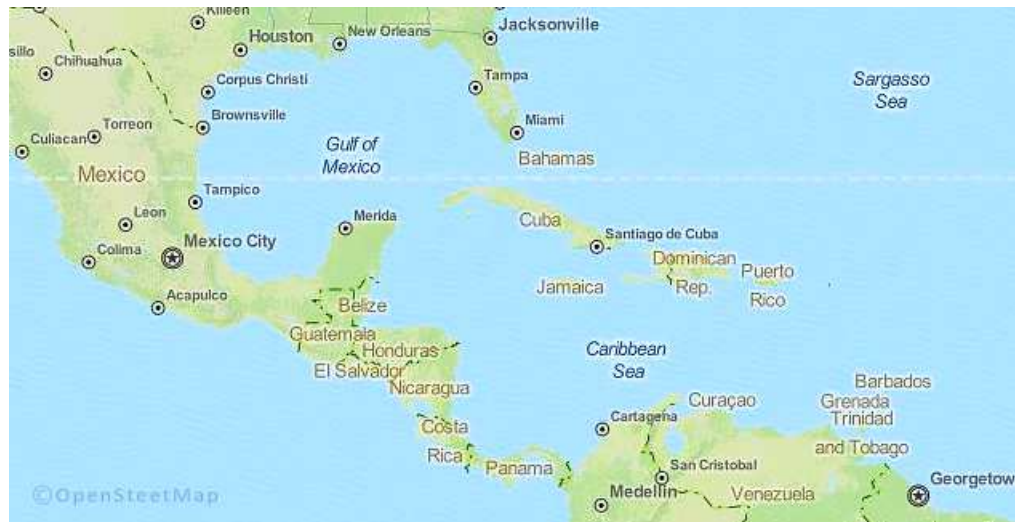 Killeen
Houston
New Orleans
Jacksonville
sillo
Chihuahua
Corpus Christi
Tampa
Sargasso
Sea
Brownsville
Miami
Culiacan
Torreon
Gulf of
Mexico
Bahamas
Mexico
Tampico
Leon
Merida
Cuba
Santiago de Cuba
Colima
Mexico City
Dominican
Rep.
Puerto
Rico
Jamaica
Acapulco
Belize
Guatemala
Honduras
Caribbean
Sea
El Salvador
Nicaragua
Barbados
Curaçao
Grenada
Trinidad
and Tobago
Cartagena
Costa
Rica
Panama
San Cristobal
Medellin
Venezuela
Georgetow
©OpenSteetMap